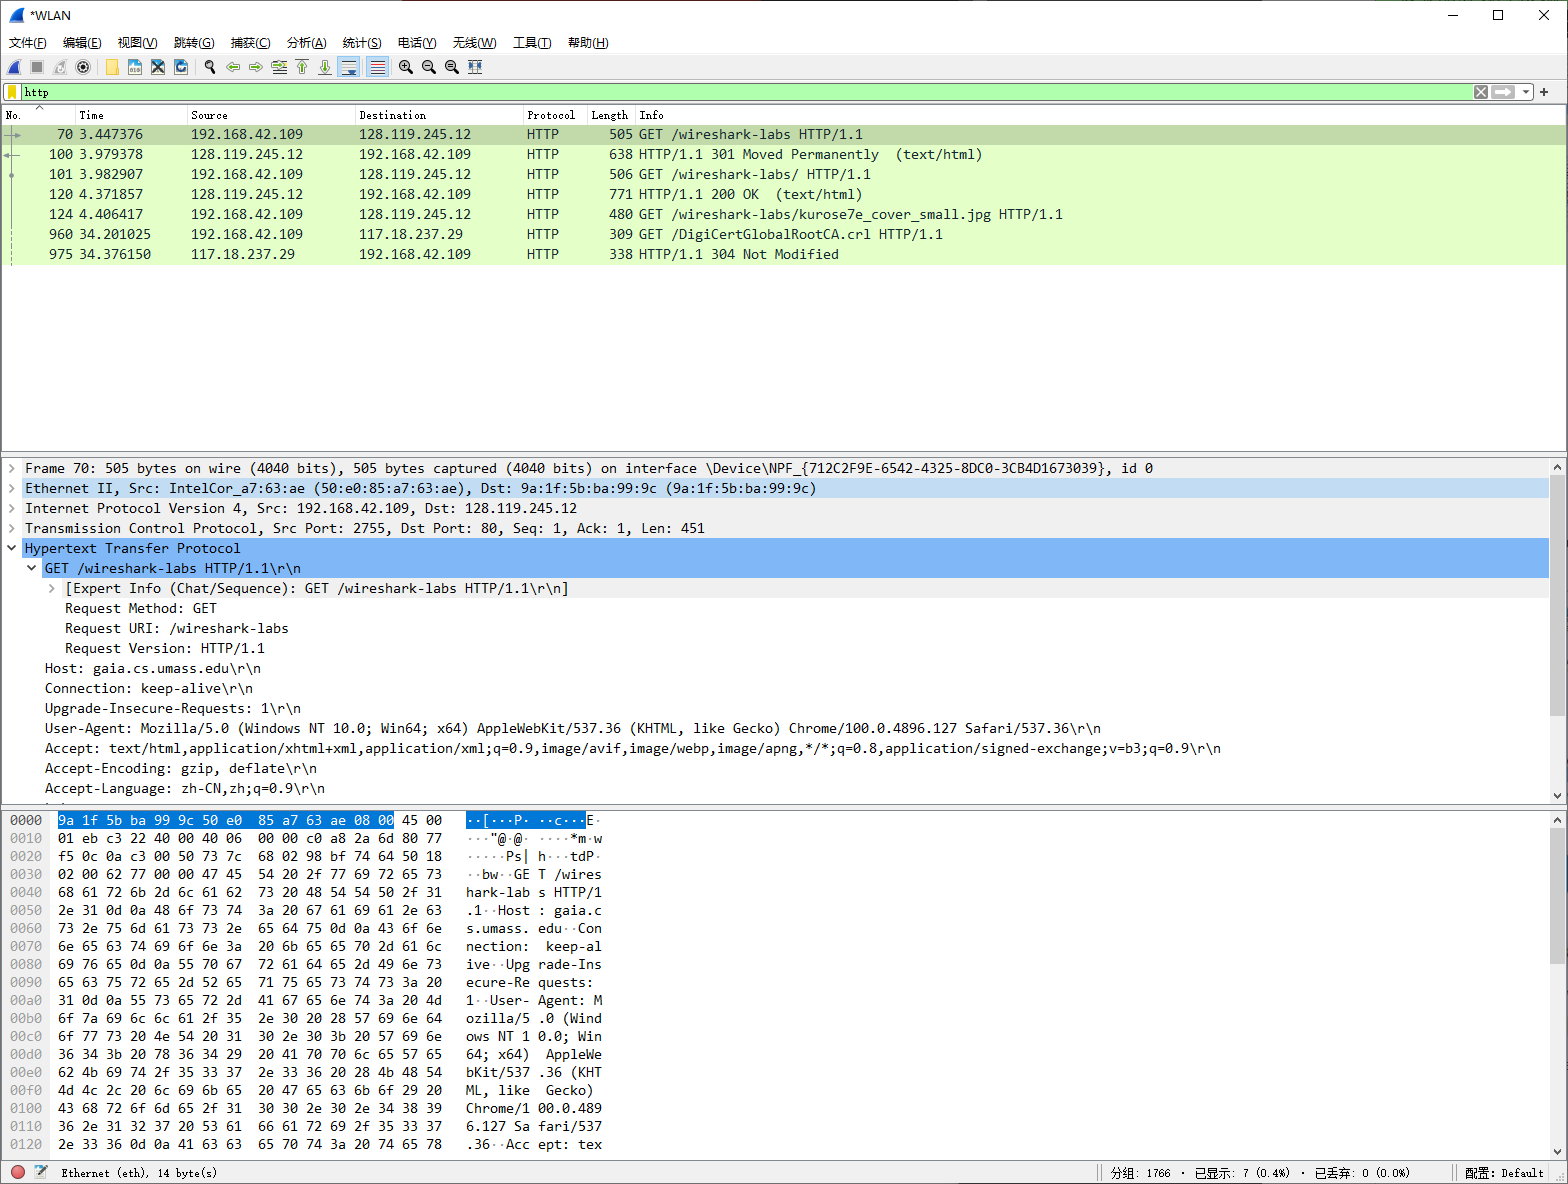 *WLAN
文件(F) 编辑(E) 视图(V) 跳转(G) 捕获(C) 分析(A) 统计(S) 电话(Y) 无线(W) 工具(T) 帮助(H)
http
No. Time Source Destination Protocol Length Info
70 3.447376 192.168.42.109 128.119.245.12 HTTP 505 GET /wireshark-labs HTTP/1.1
100 3.979378 128.119.245.12 192.168.42.109 HTTP 638 HTTP/1.1 301 Moved Permanently (text/html)
101 3.982907 192.168.42.109 128.119.245.12 HTTP 506 GET /wireshark-labs/ HTTP/1.1
120 4.371857 128.119.245.12 192.168.42.109 HTTP 771 HTTP/1.1 200 OK (text/html)
124 4.406417 192.168.42.109 128.119.245.12 HTTP 480 GET /wireshark-labs/kurose7e_cover_small.jpg HTTP/1.1
960 34.201025 192.168.42.109 117.18.237.29 HTTP 309 GET /DigiCertGlobalRootCA.crl HTTP/1.1
975 34.376150 117.18.237.29 192.168.42.109 HTTP 338 HTTP/1.1 304 Not Modified
Frame 70: 505 bytes on wire (4040 bits), 505 bytes captured (4040 bits) on interface \Device\NPF_{712C2F9E-6542-4325-8DC0-3CB4D1673039}, id 0
Ethernet II, Src: IntelCor_a7:63:ae (50:e0:85:a7:63:ae), Dst: 9a:1f:5b:ba:99:9c (9a:1f:5b:ba:99:9c)
Internet Protocol Version 4, Src: 192.168.42.109, Dst: 128.119.245.12
Transmission Control Protocol, Src Port: 2755, Dst Port: 80, Seq: 1, Ack: 1, Len: 451
Hypertext Transfer Protocol
GET /wireshark-labs HTTP/1.1\r\n
[Expert Info (Chat/Sequence): GET /wireshark-labs HTTP/1.1\r\n]
Request Method: GET
Request URI: /wireshark-labs
Request Version: HTTP/1.1
Host: gaia.cs.umass.edu\r\n
Connection: keep-alive\r\n
Upgrade-Insecure-Requests: 1\r\n
User-Agent: Mozilla/5.0 (Windows NT 10.0; Win64; x64) AppleWebKit/537.36 (KHTML, like Gecko) Chrome/100.0.4896.127 Safari/537.36\r\n
Accept: text/html,application/xhtml+xml,application/xml;q=0.9,image/avif,image/webp,image/apng,*/*;q=0.8,application/signed-exchange;v=b3;q=0.9\r\n
Accept-Encoding: gzip, deflate\r\n
Accept-Language: zh-CN,zh;q=0.9\r\n
0000 9a 1f 5b ba 99 9c 50 e0 85 a7 63 ae 08 00 45 00 ··[···P· ··c···E·
0010 01 eb c3 22 40 00 40 06 00 00 c0 a8 2a 6d 80 77 ···"@·@· ····*m·w
0020 f5 0c 0a c3 00 50 73 7c 68 02 98 bf 74 64 50 18 ·····Ps| h···tdP·
0030 02 00 62 77 00 00 47 45 54 20 2f 77 69 72 65 73 ··bw··GE T /wires
0040 68 61 72 6b 2d 6c 61 62 73 20 48 54 54 50 2f 31 hark-lab s HTTP/1
0050 2e 31 0d 0a 48 6f 73 74 3a 20 67 61 69 61 2e 63 .1··Host : gaia.c
0060 73 2e 75 6d 61 73 73 2e 65 64 75 0d 0a 43 6f 6e s.umass. edu··Con
0070 6e 65 63 74 69 6f 6e 3a 20 6b 65 65 70 2d 61 6c nection: keep-al
0080 69 76 65 0d 0a 55 70 67 72 61 64 65 2d 49 6e 73 ive··Upg rade-Ins
0090 65 63 75 72 65 2d 52 65 71 75 65 73 74 73 3a 20 ecure-Re quests:
00a0 31 0d 0a 55 73 65 72 2d 41 67 65 6e 74 3a 20 4d 1··User- Agent: M
00b0 6f 7a 69 6c 6c 61 2f 35 2e 30 20 28 57 69 6e 64 ozilla/5 .0 (Wind
00c0 6f 77 73 20 4e 54 20 31 30 2e 30 3b 20 57 69 6e ows NT 1 0.0; Win
00d0 36 34 3b 20 78 36 34 29 20 41 70 70 6c 65 57 65 64; x64) AppleWe
00e0 62 4b 69 74 2f 35 33 37 2e 33 36 20 28 4b 48 54 bKit/537 .36 (KHT
00f0 4d 4c 2c 20 6c 69 6b 65 20 47 65 63 6b 6f 29 20 ML, like Gecko)
0100 43 68 72 6f 6d 65 2f 31 30 30 2e 30 2e 34 38 39 Chrome/1 00.0.489
0110 36 2e 31 32 37 20 53 61 66 61 72 69 2f 35 33 37 6.127 Sa fari/537
0120 2e 33 36 0d 0a 41 63 63 65 70 74 3a 20 74 65 78 .36··Acc ept: tex
Ethernet (eth), 14 byte(s) 分组: 1766 · 已显示: 7 (0.4%) · 已丢弃: 0 (0.0%) 配置: Default